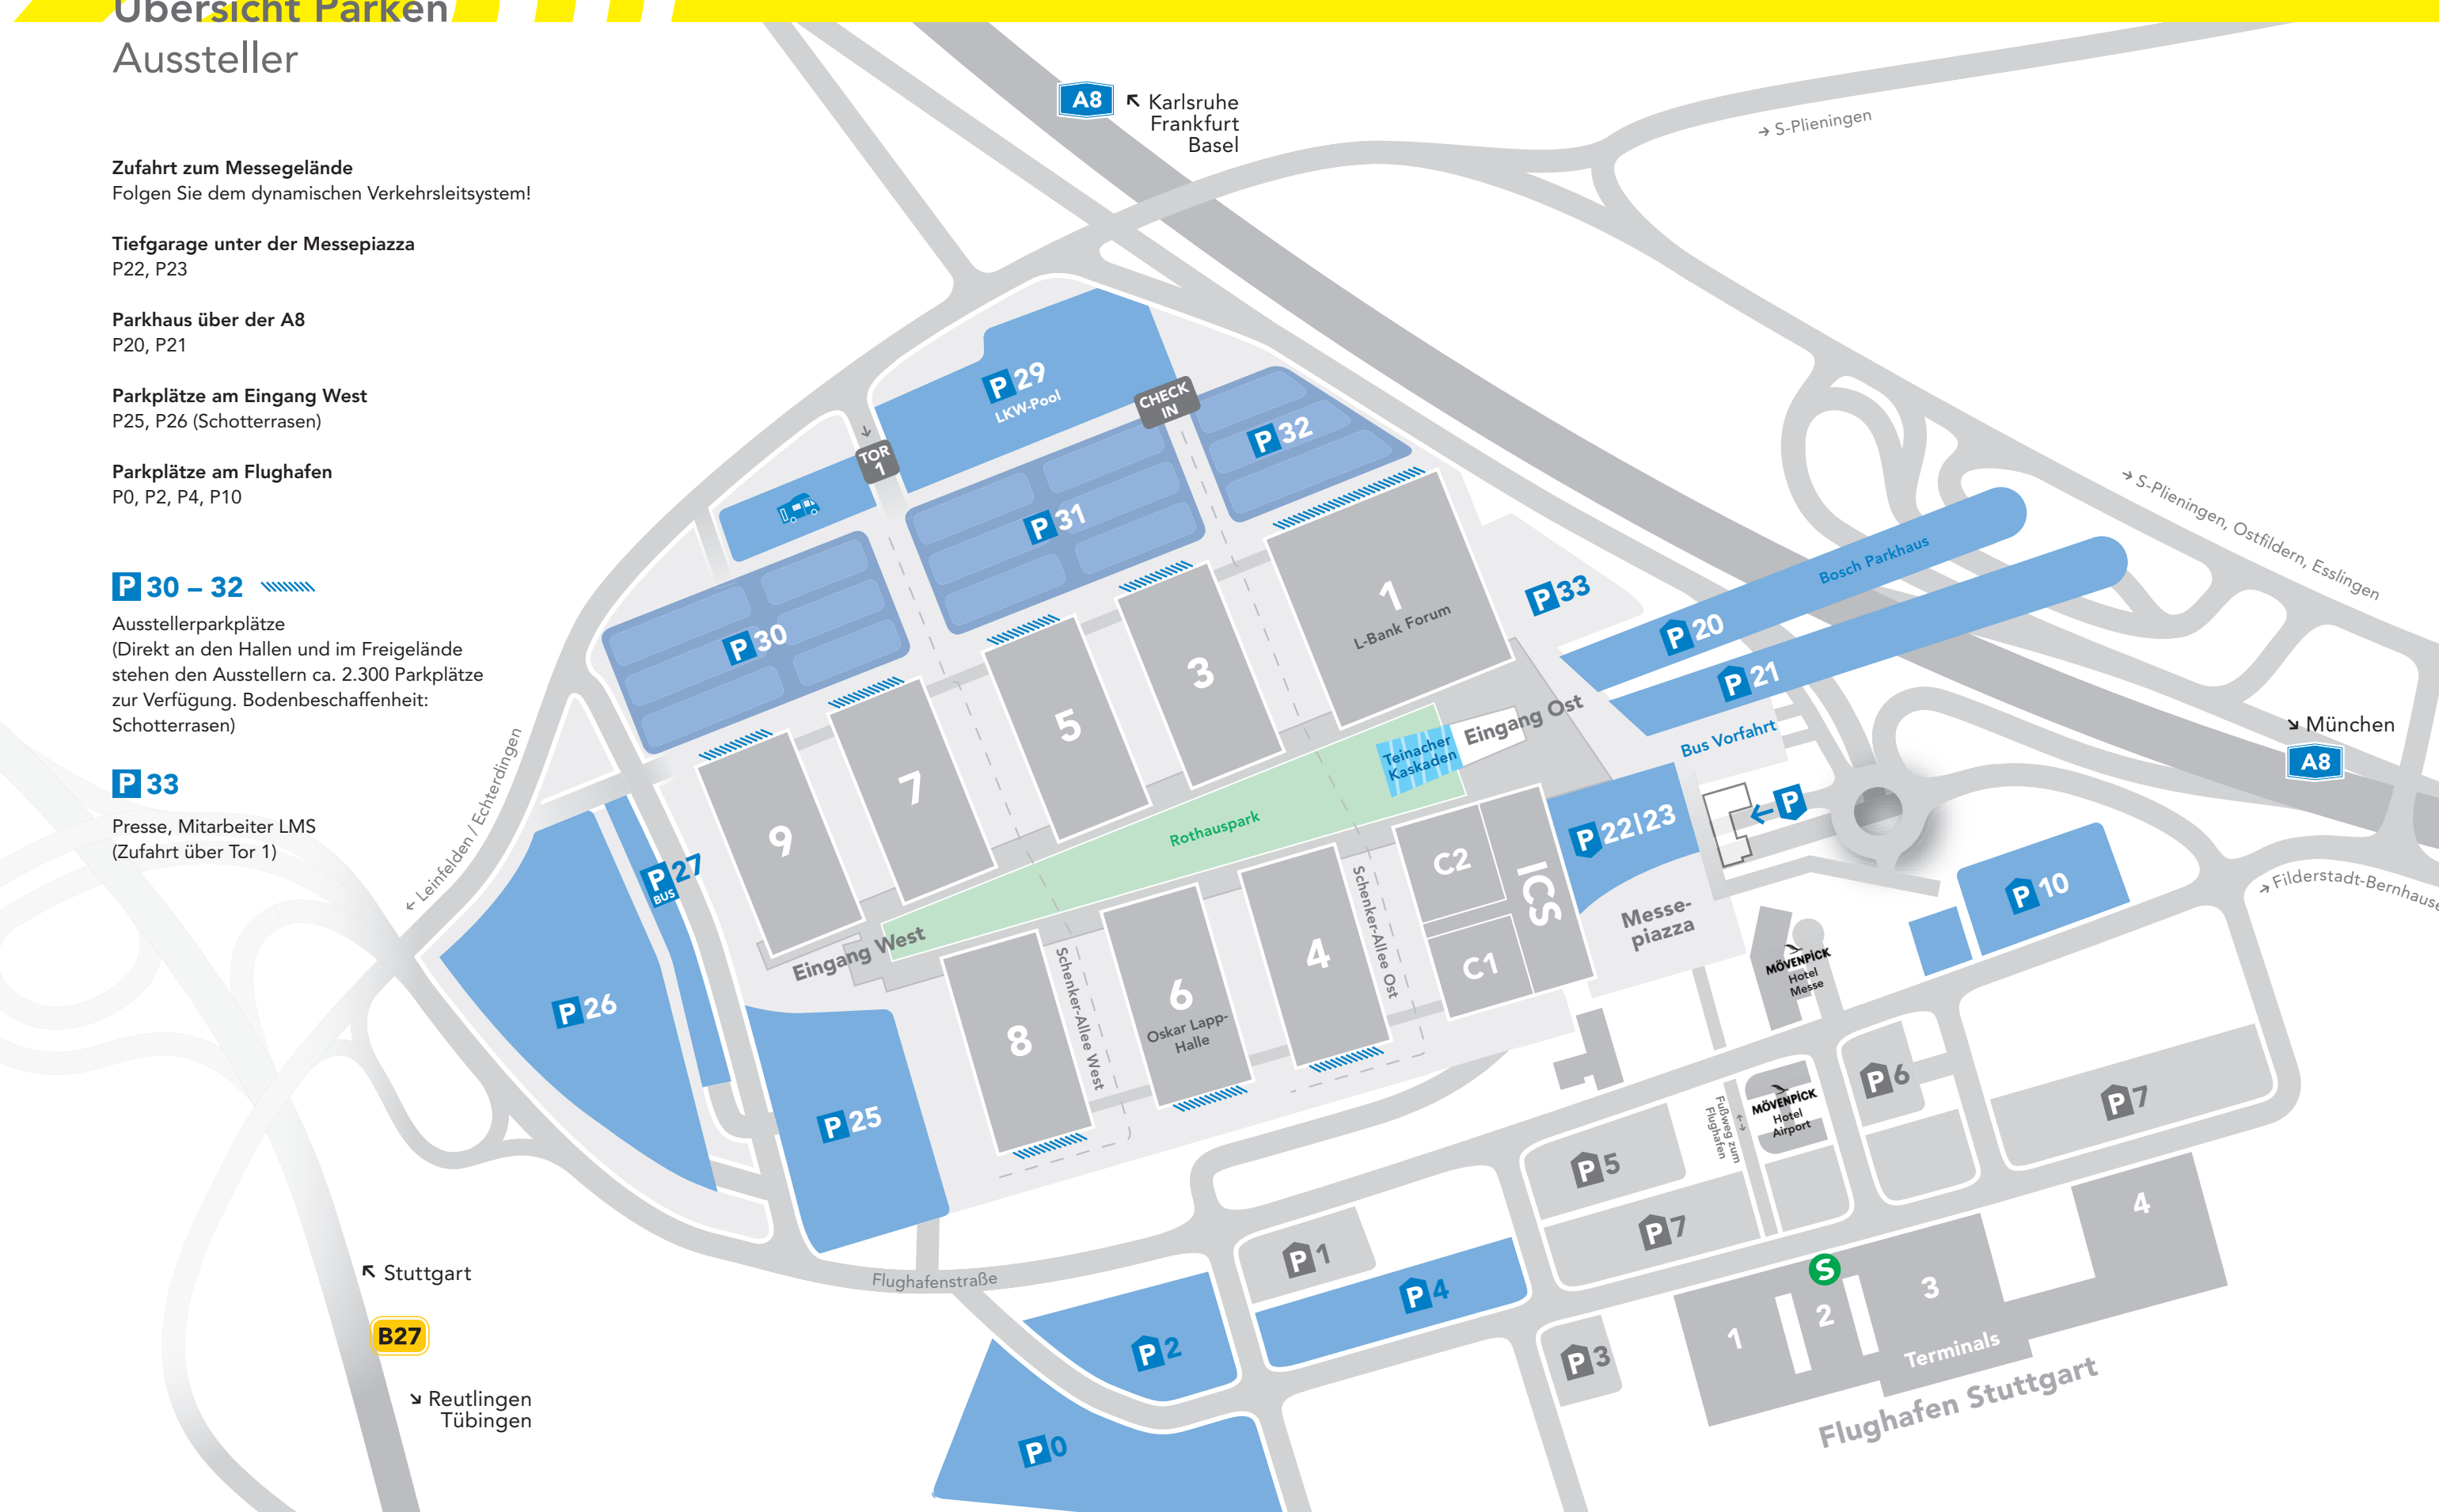 Übersicht Parken
Aussteller
Zufahrt zum Messegelände
Folgen Sie dem dynamischen Verkehrsleitsystem!
Tiefgarage unter der Messepiazza
P22, P23
Parkhaus über der A8
P20, P21
Parkplätze am Eingang West
P25, P26 (Schotterrasen)
Parkplätze am Flughafen
P0, P2, P4, P10
P 30 – 32
Ausstellerparkplätze
(Direkt an den Hallen und im Freigelände
stehen den Ausstellern ca. 2.300 Parkplätze
zur Verfügung. Bodenbeschaffenheit:
Schotterrasen)
P 33
Presse, Mitarbeiter LMS
(Zufahrt über Tor 1)
A8
↖ Karlsruhe
Frankfurt
Basel
→ S-Plieningen
→ S-Plieningen, Ostfildern, Esslingen
↘ München
A8
→ Filderstadt-Bernhause
← Leinfelden / Echterdingen
↖ Stuttgart
B27
↘ Reutlingen
Tübingen
P 29
LKW-Pool
CHECK
IN
TOR
1
P 32
P 31
P 30
P 33
Bosch Parkhaus
P 20
P 21
Bus Vorfahrt
1
L-Bank Forum
3
5
7
9
Eingang Ost
Teinacher
Kaskaden
Rothauspark
Eingang West
P 22/23
← P
Messe-
piazza
C2
C1
ICS
4
6
Oskar Lapp-
Halle
8
Schenker-Allee Ost
Schenker-Allee West
P 27
BUS
P 26
P 25
P 10
MÖVENPICK
Hotel
Messe
MÖVENPICK
Hotel
Airport
Fußweg zum
Flughafen
P 6
P 7
P 5
P 7
P 1
P 4
P 3
P 2
P 0
Flughafenstraße
S
1
2
3
4
Terminals
Flughafen Stuttgart